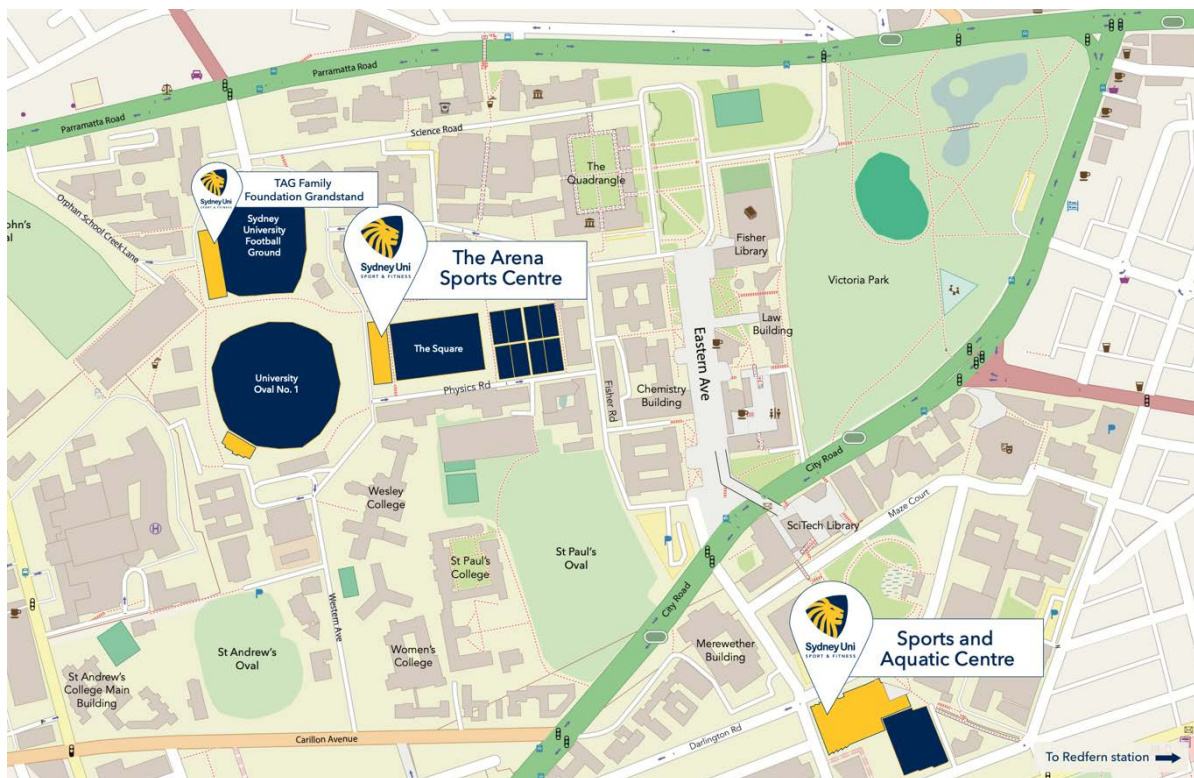 Parramatta Road
Parramatta Road
Science Road
The
Quadrangle
Sydney Uni
TAG Family
Foundation Grandstand
Orphan School Creek Lane
Sydney
University
Football
Ground
Sydney Uni
SPORT & FITNESS
The Arena
Sports Centre
Fisher
Library
Victoria Park
Law
Building
Eastern Ave
The Square
University
Oval No. 1
Physics Rd
Fisher Rd
Chemistry
Building
City Road
Wesley
College
SciTech Library
Maze Court
St Paul's
College
St Paul's
Oval
H
Western Ave
City Road
Sydney Uni
SPORT & FITNESS
Sports and
Aquatic Centre
St Andrew's
Oval
Women's
College
Merewether
Building
St Andrew's
College Main
Building
Carillon Avenue
Darlington Rd
To Redfern station